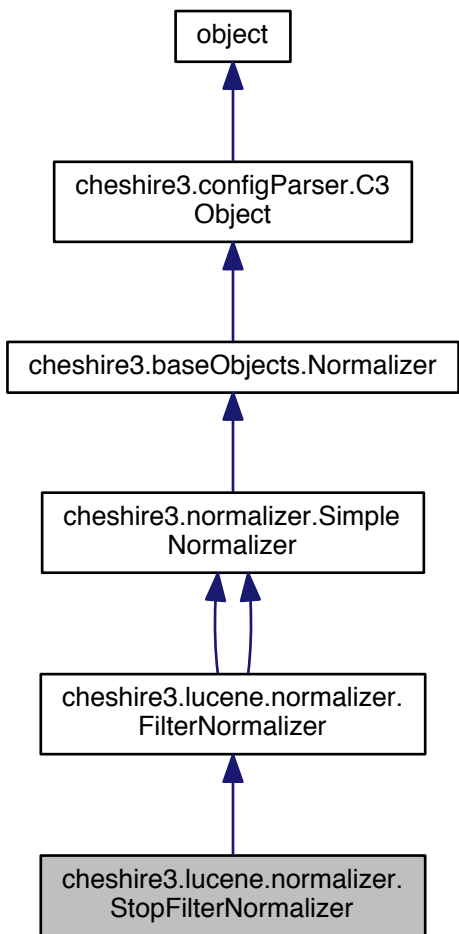 object
cheshire3.configParser.C3
Object
cheshire3.baseObjects.Normalizer
cheshire3.normalizer.Simple
Normalizer
cheshire3.lucene.normalizer.
FilterNormalizer
cheshire3.lucene.normalizer.
StopFilterNormalizer